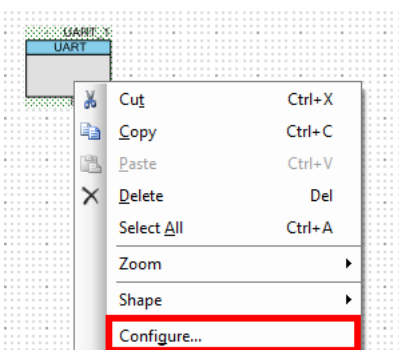 UART_1
UART
Cut Ctrl+X
Copy Ctrl+C
Paste Ctrl+V
Delete Del
Select All Ctrl+A
Zoom
Shape
Configure...